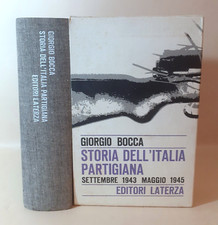 GIORGIO BOCCA
STORIA DELL'ITALIA PARTIGIANA
EDITORI LATERZA
GIORGIO BOCCA
STORIA DELL'ITALIA
PARTIGIANA
SETTEMBRE 1943 MAGGIO 1945
EDITORI LATERZA